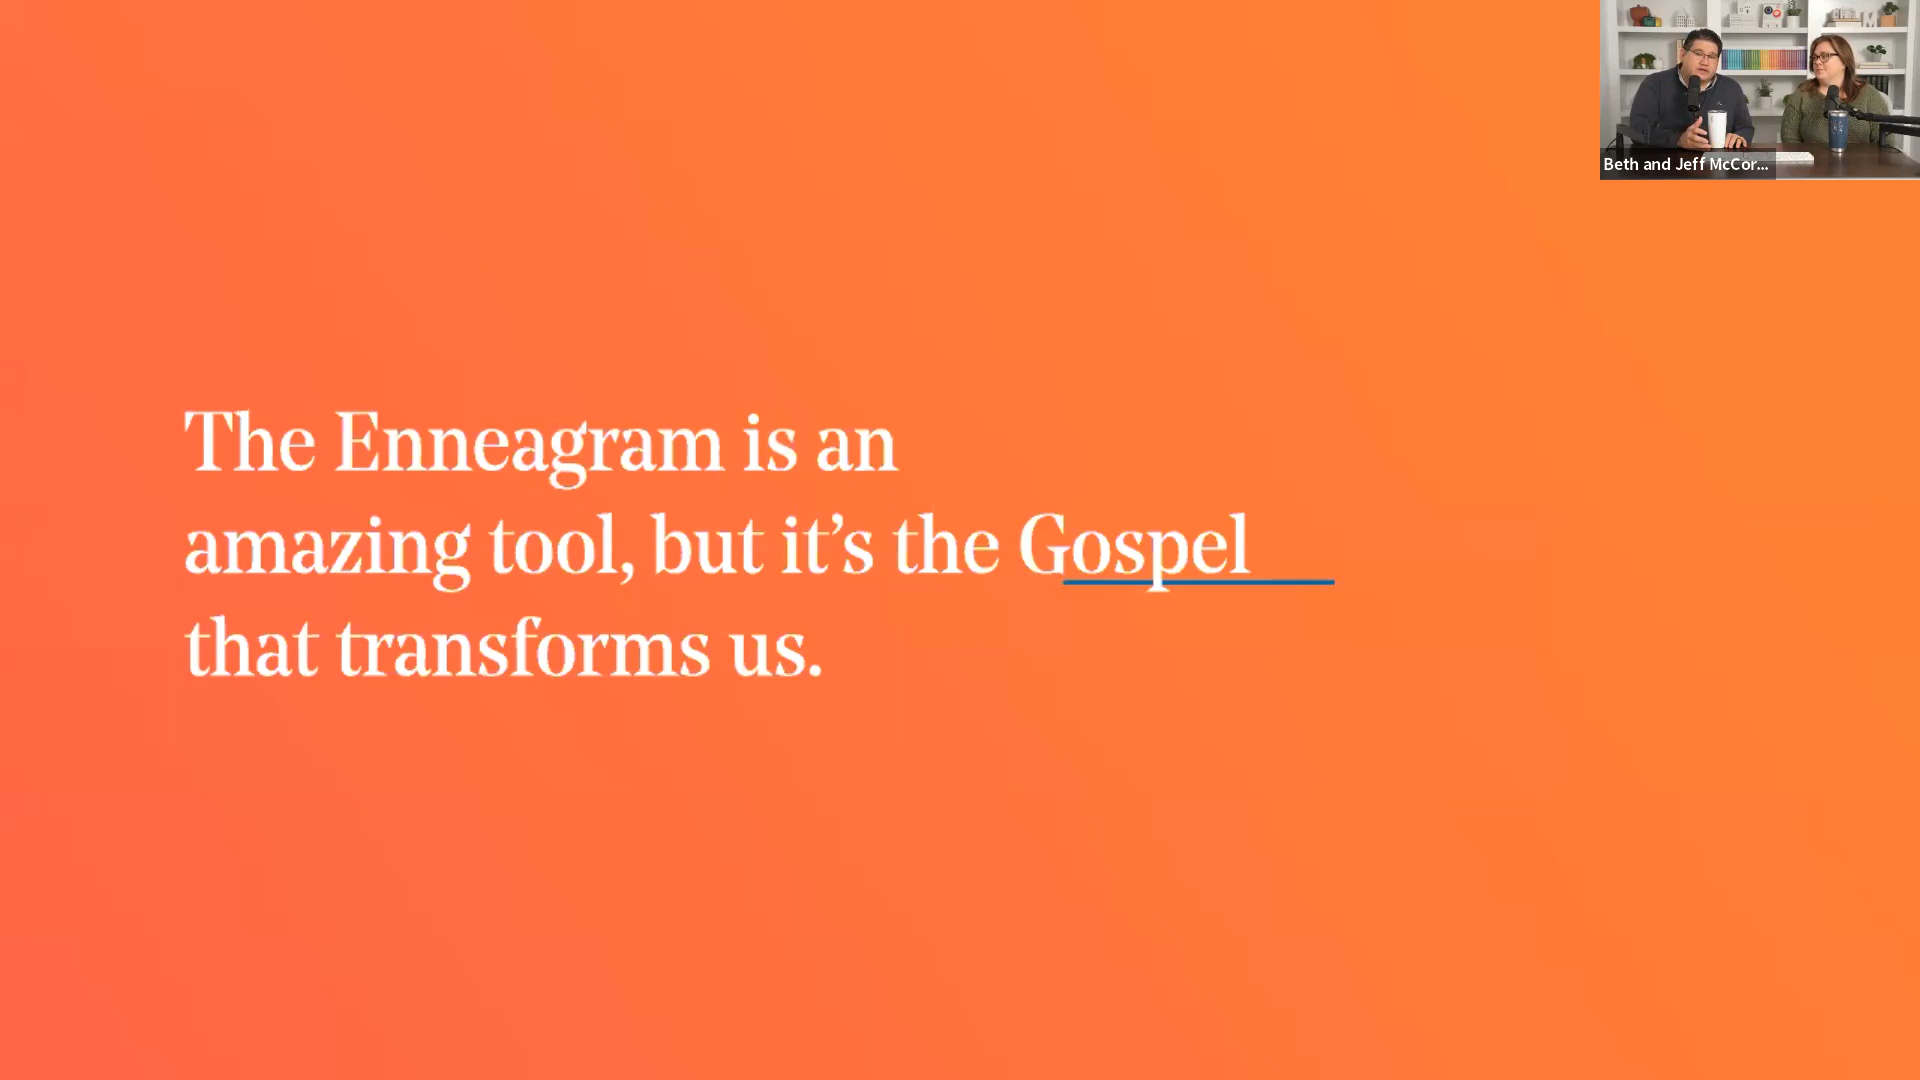 Beth and Jeff McCor...
The Enneagram is an
amazing tool, but it’s the Gospel
that transforms us.